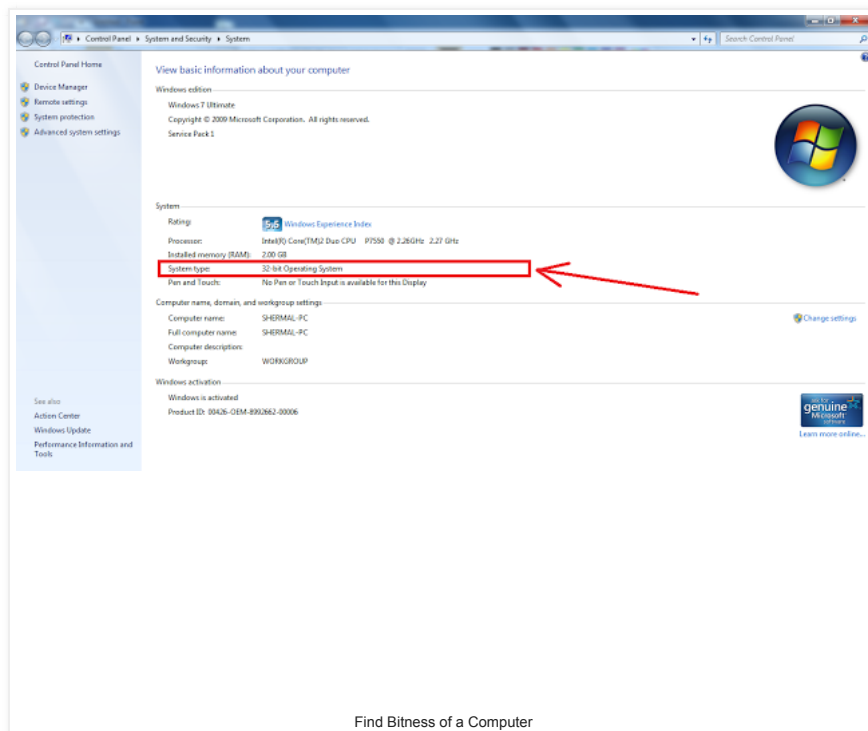 Control Panel ▸ System and Security ▸ System
Search Control Panel
Control Panel Home
Device Manager
Remote settings
System protection
Advanced system settings
View basic information about your computer
Windows edition
Windows 7 Ultimate
Copyright © 2009 Microsoft Corporation. All rights reserved.
Service Pack 1
System
Rating:
5,5 Windows Experience Index
Processor: Intel(R) Core(TM)2 Duo CPU P7550 @ 2.26GHz 2.27 GHz
Installed memory (RAM): 2.00 GB
System type: 32-bit Operating System
Pen and Touch: No Pen or Touch Input is available for this Display
Computer name, domain, and workgroup settings
Computer name: SHERMAL-PC
Change settings
Full computer name: SHERMAL-PC
Computer description:
Workgroup: WORKGROUP
Windows activation
Windows is activated
Product ID: 00426-OEM-8992662-00006
ask for
genuine
Microsoft
software
Learn more online...
See also
Action Center
Windows Update
Performance Information and
Tools
Find Bitness of a Computer